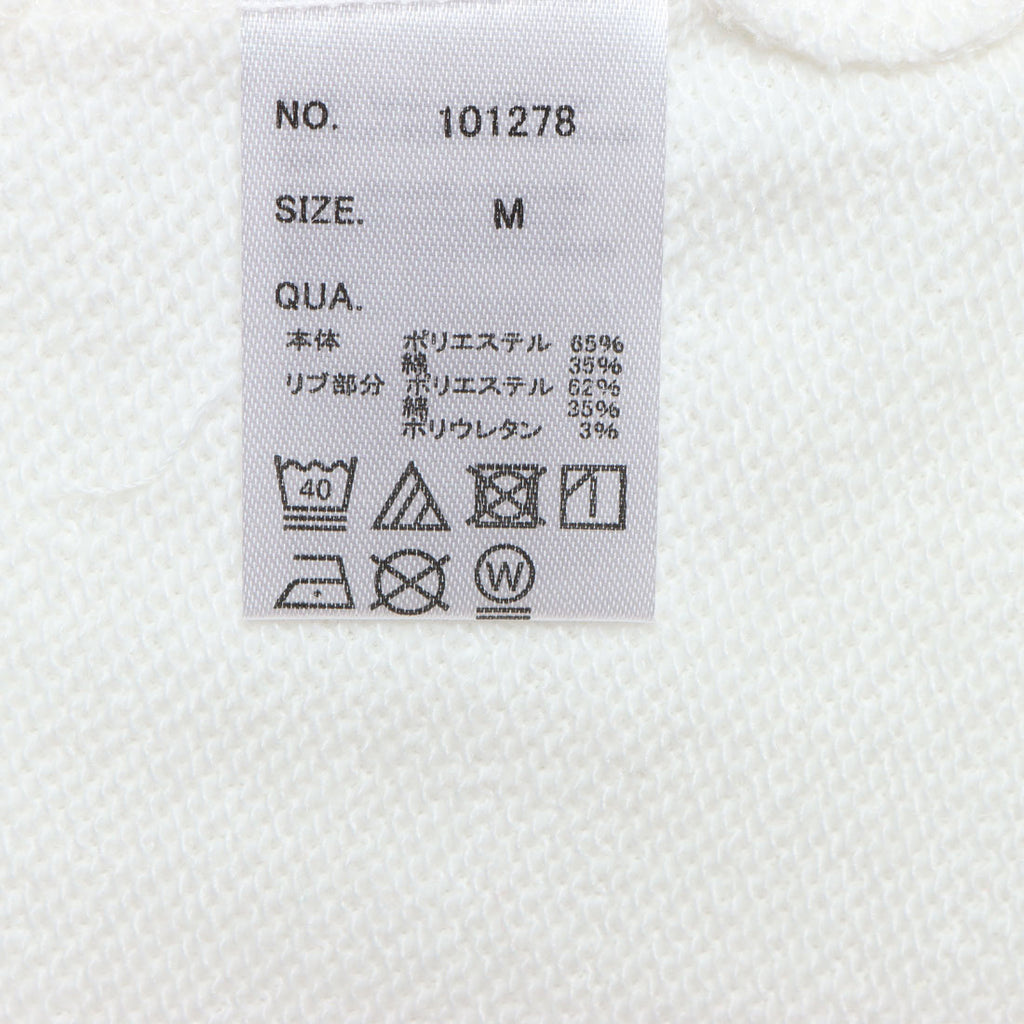 NO. 101278
SIZE. M
QUA.
本体 ポリエステル 65%
綿 35%
リブ部分 ポリエステル 62%
綿 35%
ポリウレタン 3%
40
W